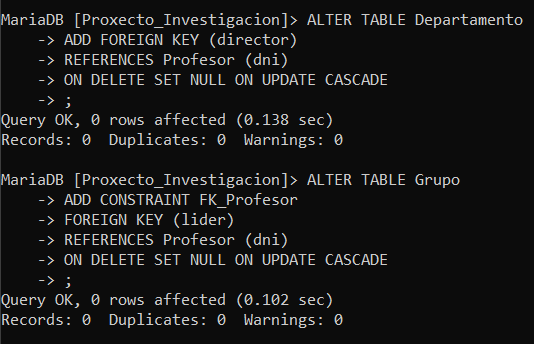 MariaDB [Proxecto_Investigacion]> ALTER TABLE Departamento
    -> ADD FOREIGN KEY (director)
    -> REFERENCES Profesor (dni)
    -> ON DELETE SET NULL ON UPDATE CASCADE
    -> ;
Query OK, 0 rows affected (0.138 sec)
Records: 0  Duplicates: 0  Warnings: 0

MariaDB [Proxecto_Investigacion]> ALTER TABLE Grupo
    -> ADD CONSTRAINT FK_Profesor
    -> FOREIGN KEY (lider)
    -> REFERENCES Profesor (dni)
    -> ON DELETE SET NULL ON UPDATE CASCADE
    -> ;
Query OK, 0 rows affected (0.102 sec)
Records: 0  Duplicates: 0  Warnings: 0